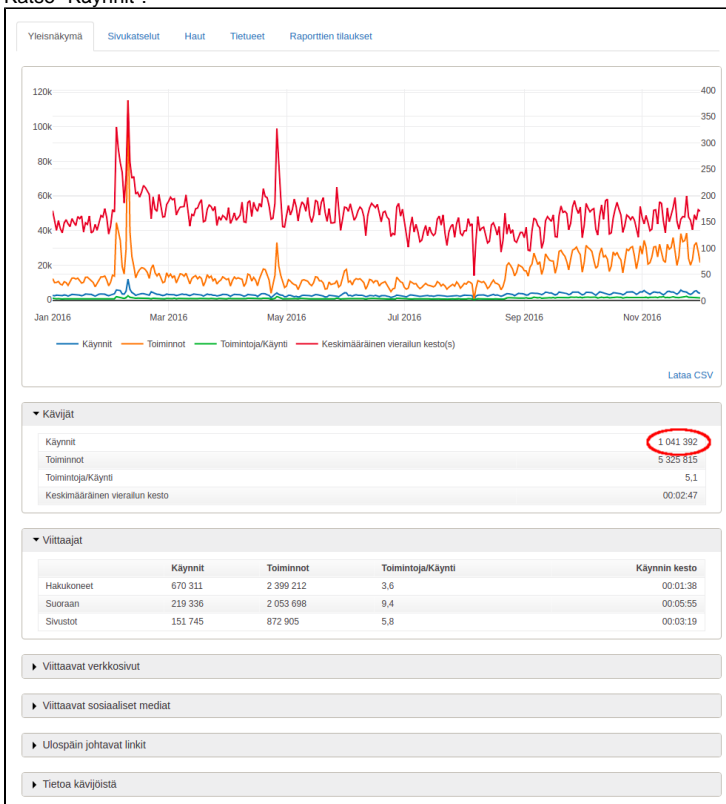 Katso "Käynnit".
Yleisnäkymä Sivukatselut Haut Tietueet Raporttien tilaukset
120k 400
350
100k 300
80k 250
60k 200
40k 150
100
20k 50
0 0
Jan 2016 Mar 2016 May 2016 Jul 2016 Sep 2016 Nov 2016
Käynnit Toiminnot Toimintoja/Käynti Keskimääräinen vierailun kesto(s)
Lataa CSV
Kävijät
Käynnit 1 041 392
Toiminnot 5 325 815
Toimintoja/Käynti 5,1
Keskimääräinen vierailun kesto 00:02:47
Viittaajat
Käynnit Toiminnot Toimintoja/Käynti Käynnin kesto
Hakukoneet 670 311 2 399 212 3,6 00:01:38
Suoraan 219 336 2 053 698 9,4 00:05:55
Sivustot 151 745 872 905 5,8 00:03:19
Viittaavat verkkosivut
Viittaavat sosiaaliset mediat
Ulospäin johtavat linkit
Tietoa kävijöistä